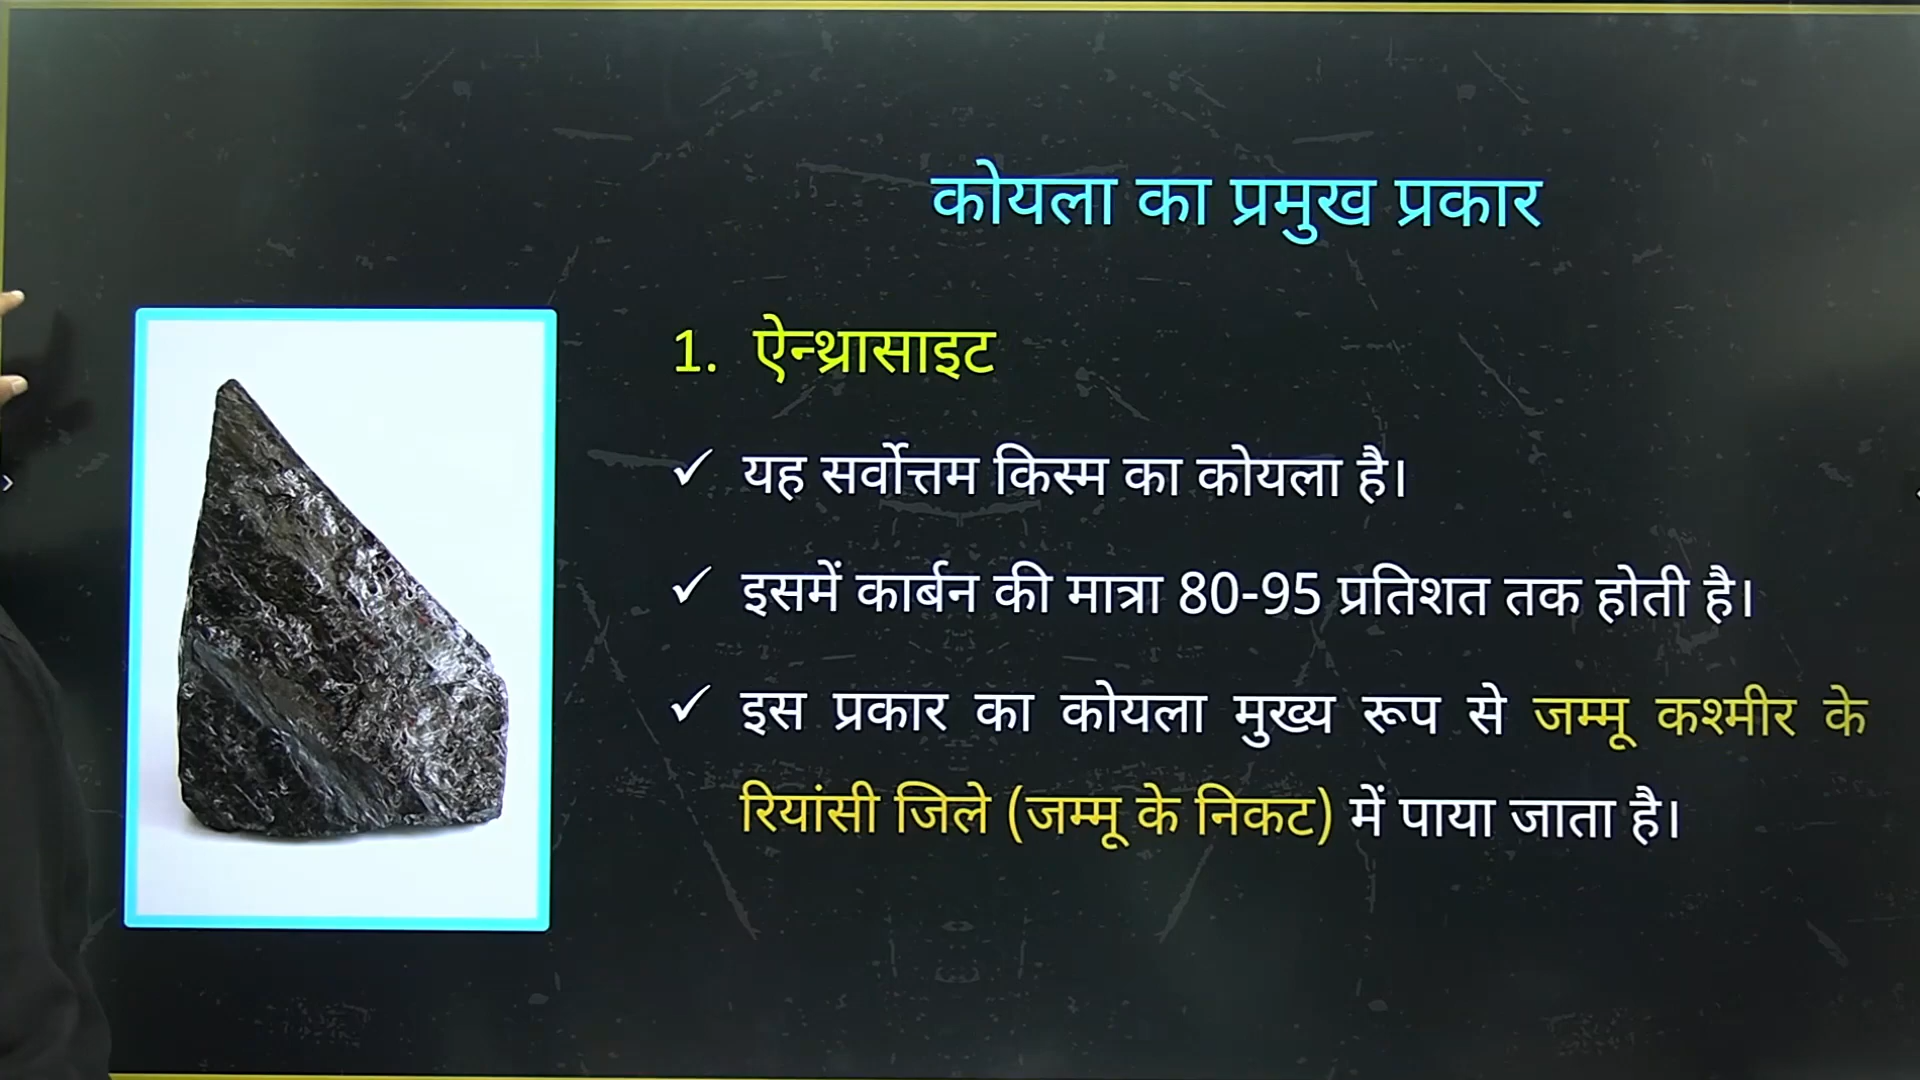 कोयला का प्रमुख प्रकार
1. ऐन्थ्रासाइट
✓ यह सर्वोत्तम किस्म का कोयला है।
✓ इसमें कार्बन की मात्रा 80-95 प्रतिशत तक होती है।
✓ इस प्रकार का कोयला मुख्य रूप से जम्मू कश्मीर के
रियांसी जिले (जम्मू के निकट) में पाया जाता है।